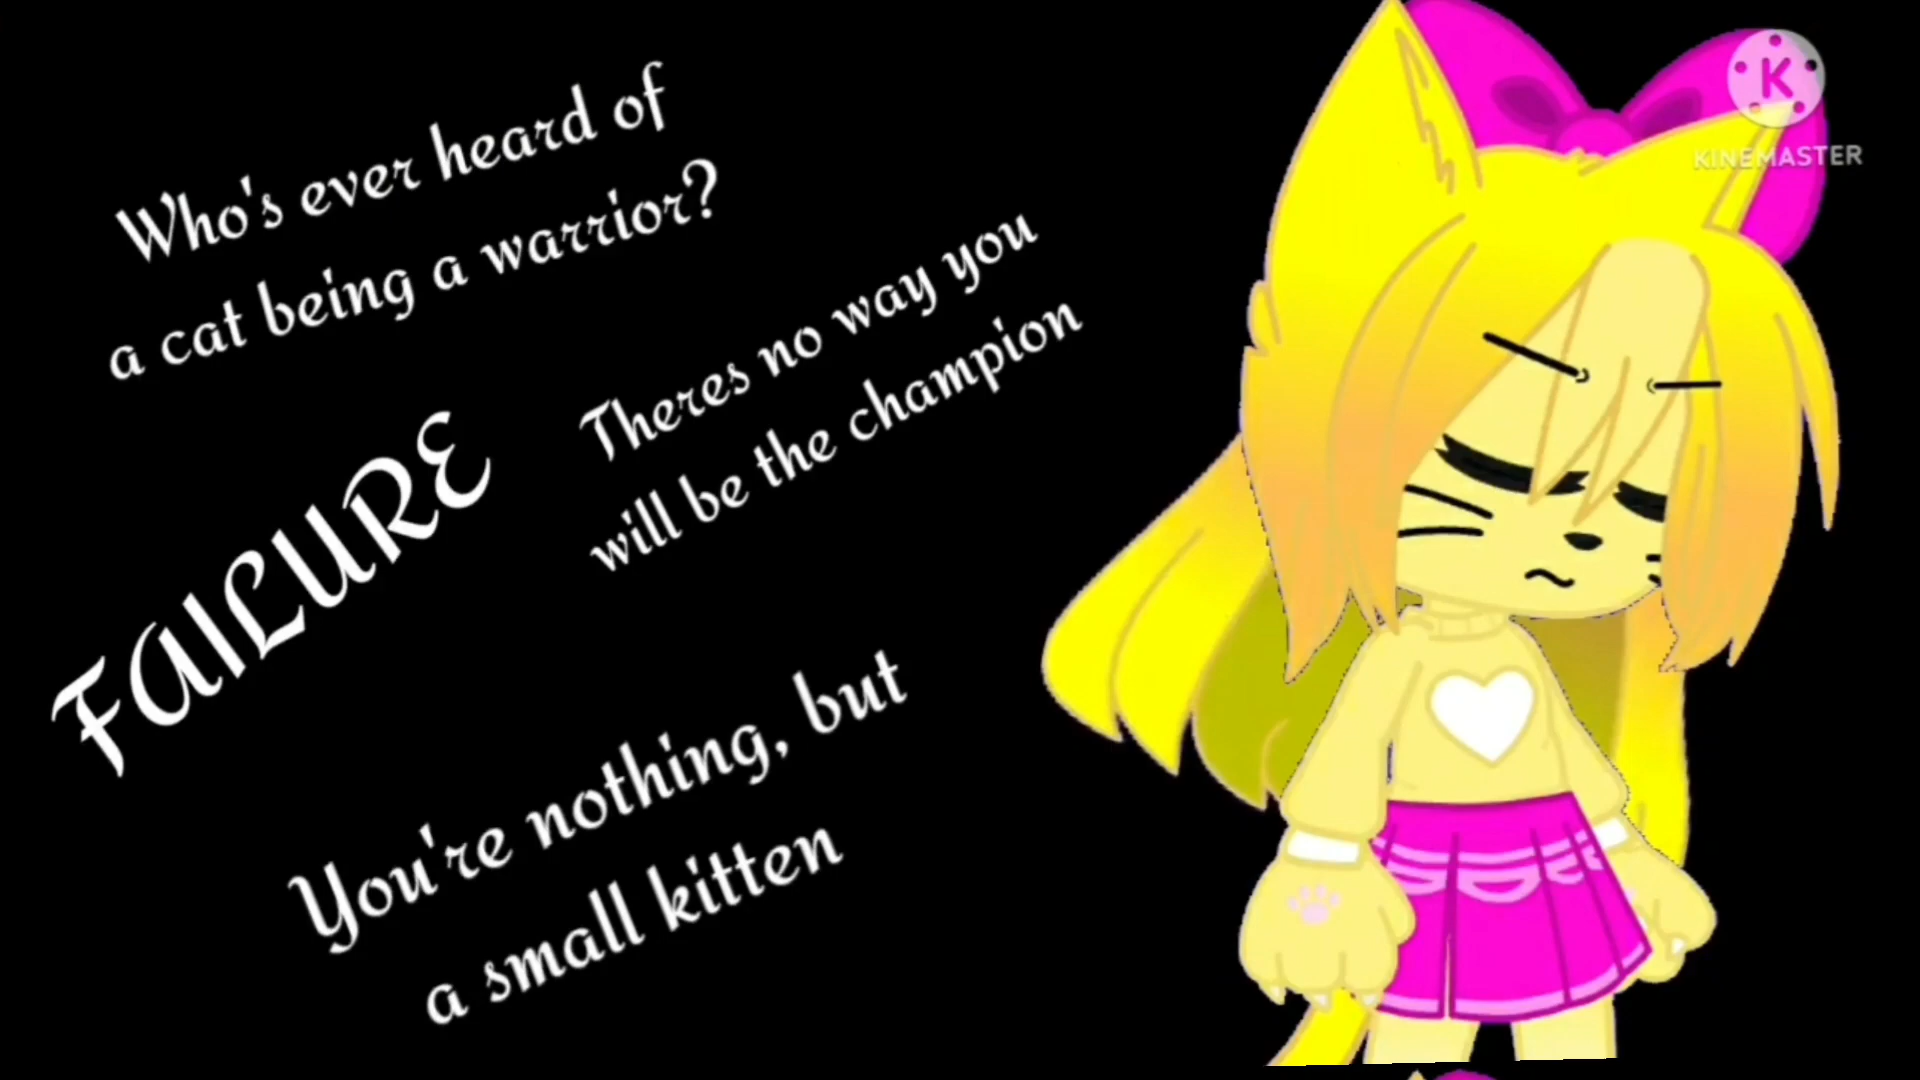 Who's ever heard of
a cat being a warrior?
Theres no way you
will be the champion
FAILURE
You're nothing, but
a small kitten
K
KINEMASTER